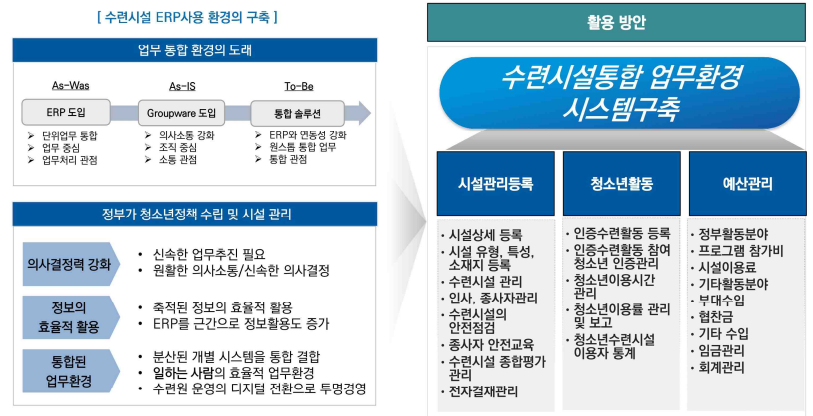 [ 수련시설 ERP사용 환경의 구축 ]
업무 통합 환경의 도래
As-Was
As-IS
To-Be
ERP 도입
Groupware 도입
통합 솔루션
➢ 단위업무 통합
➢ 업무 중심
➢ 업무처리 관점
➢ 의사소통 강화
➢ 조직 중심
➢ 소통 관점
➢ ERP와 연동성 강화
➢ 원스톱 통합 업무
➢ 통합 관점
정부가 청소년정책 수립 및 시설 관리
의사결정력 강화
• 신속한 업무추진 필요
• 원활한 의사소통/신속한 의사결정
정보의
효율적 활용
• 축적된 정보의 효율적 활용
• ERP를 근간으로 정보활용도 증가
통합된
업무환경
• 분산된 개별 시스템을 통합 결합
• 일하는 사람의 효율적 업무환경
• 수련원 운영의 디지털 전환으로 투명경영
활용 방안
수련시설통합 업무환경
시스템구축
시설관리등록
• 시설상세 등록
• 시설 유형, 특성,
소재지 등록
• 수련시설 관리
• 인사, 종사자관리
• 수련시설의
안전점검
• 종사자 안전교육
• 수련시설 종합평가
관리
• 전자결재관리
청소년활동
• 인증수련활동 등록
• 인증수련활동 참여
청소년 인증관리
• 청소년이용시간
관리
• 청소년이용률 관리
및 보고
• 청소년수련시설
이용자 통계
예산관리
• 정부활동분야
• 프로그램 참가비
• 시설이용료
• 기타활동분야
• 부대수입
• 협찬금
• 기타 수입
• 임금관리
• 회계관리